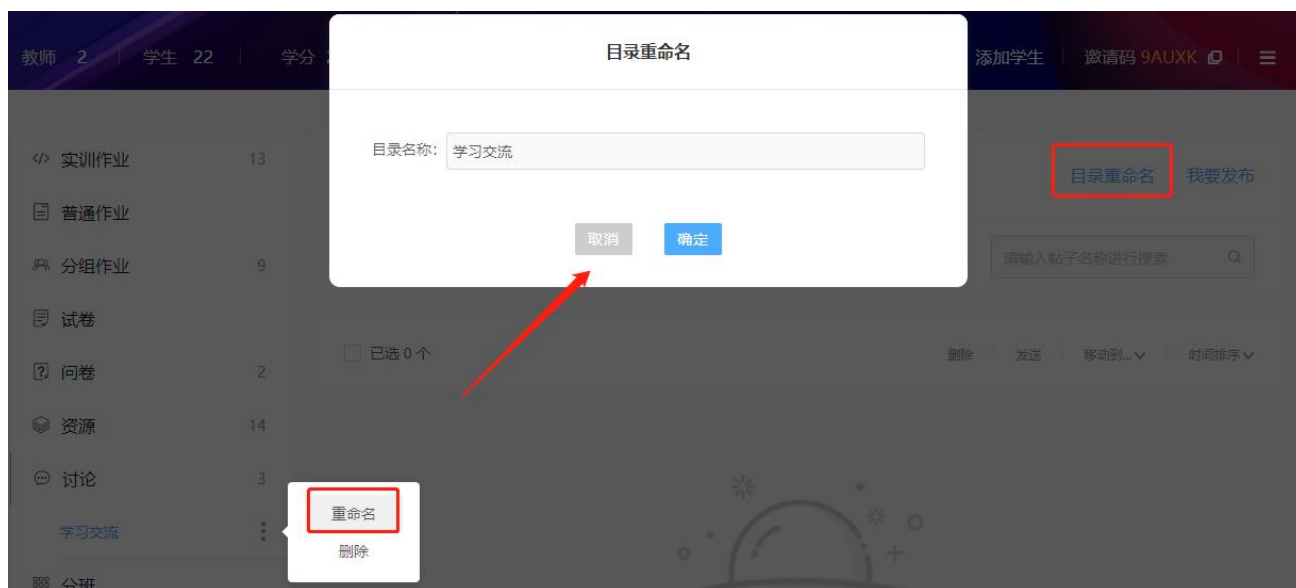 教师 2 学生 22 学分 添加学生 邀请码 9AUXK
目录重命名
目录名称: 学习交流
取消 确定
目录重命名 我要发布
请输入帖子名称进行搜索
已选 0 个 删除 发送 移动到... 时间排序
实训作业 13
普通作业
分组作业 9
试卷
问卷 2
资源 14
讨论 3
学习交流
重命名
删除
分班